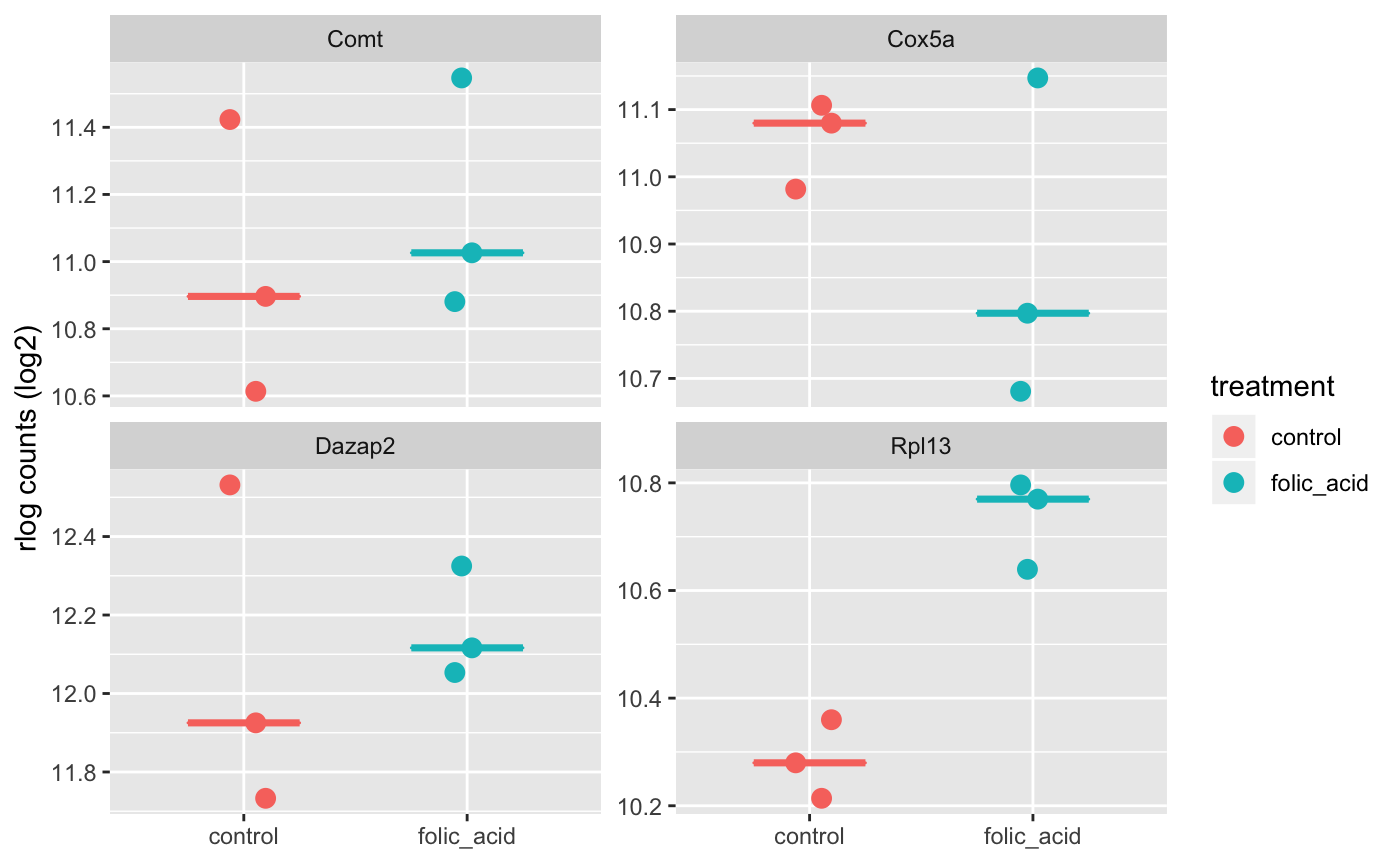 Comt
Cox5a
11.4
11.2
11.0
10.8
10.6
11.1
11.0
10.9
10.8
10.7
Dazap2
Rpl13
12.4
12.2
12.0
11.8
10.8
10.6
10.4
10.2
control
folic_acid
control
folic_acid
rlog counts (log2)
treatment
control
folic_acid